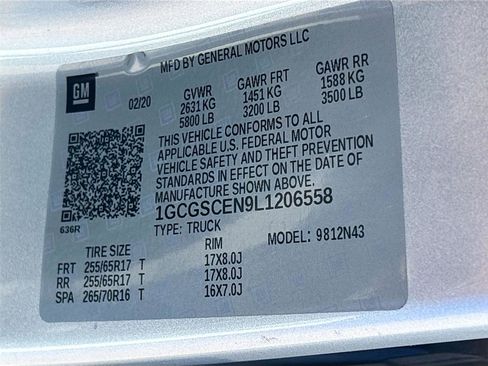 MFD BY GENERAL MOTORS LLC
GM
02/20 GVWR GAWR FRT GAWR RR
2631 KG 1451 KG 1588 KG
5800 LB 3200 LB 3500 LB
THIS VEHICLE CONFORMS TO ALL
APPLICABLE U.S. FEDERAL MOTOR
VEHICLE SAFETY AND THEFT PREVENTION
STANDARDS IN EFFECT ON THE DATE OF
MANUFACTURE SHOWN ABOVE.
1GCGSCEN9L1206558
636R
TYPE: TRUCK
MODEL: 9812N43
TIRE SIZE RIM
FRT 255/65R17 T 17X8.0J
RR 255/65R17 T 17X8.0J
SPA 265/70R16 T 16X7.0J